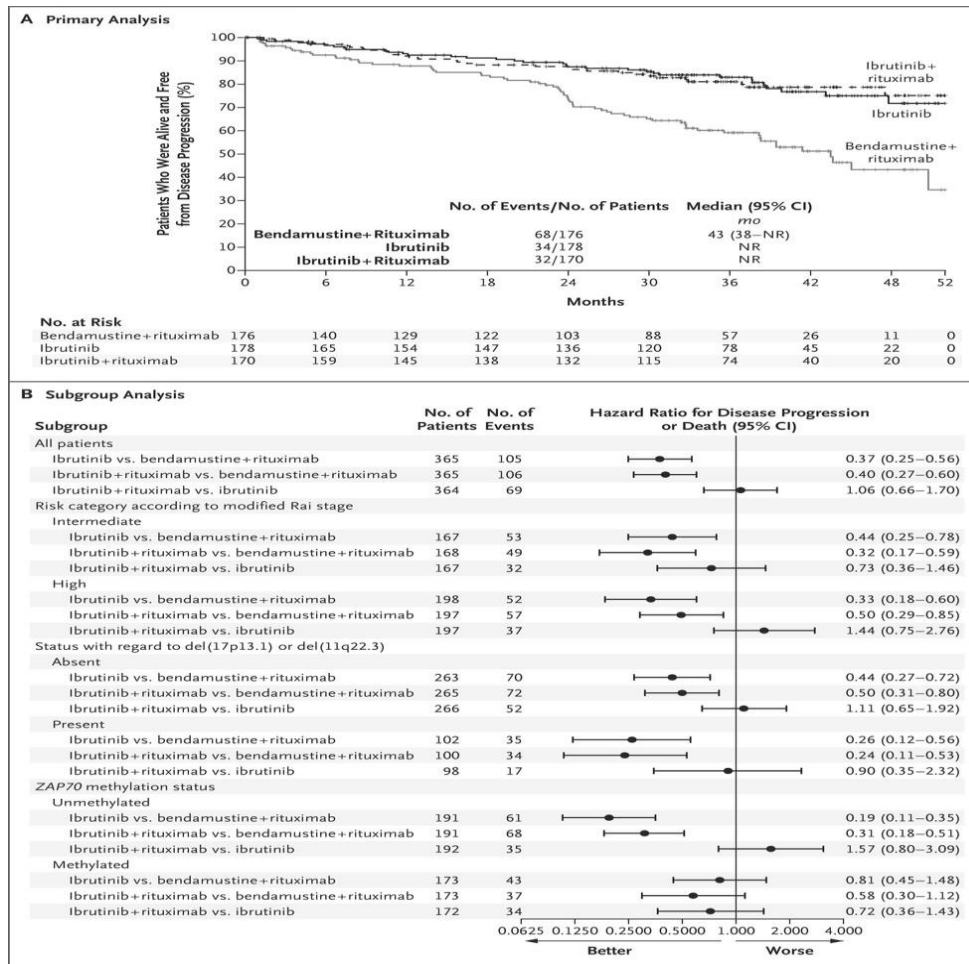 A Primary Analysis
Patients Who Were Alive and Free
from Disease Progression (%)
100
90
80
70
60
50
40
30
20
10
0
Ibrutinib+
rituximab
Ibrutinib
Bendamustine+
rituximab
No. of Events/No. of Patients Median (95% CI)
mo
Bendamustine+Rituximab 68/176 43 (38–NR)
Ibrutinib 34/178 NR
Ibrutinib+Rituximab 32/170 NR
0 6 12 18 24 30 36 42 48 52
Months
No. at Risk
Bendamustine+rituximab 176 140 129 122 103 88 57 26 11 0
Ibrutinib 178 165 154 147 136 120 78 45 22 0
Ibrutinib+rituximab 170 159 145 138 132 115 74 40 20 0
B Subgroup Analysis
Subgroup No. of Patients No. of Events Hazard Ratio for Disease Progression or Death (95% CI)
All patients
Ibrutinib vs. bendamustine+rituximab 365 105 0.37 (0.25–0.56)
Ibrutinib+rituximab vs. bendamustine+rituximab 365 106 0.40 (0.27–0.60)
Ibrutinib+rituximab vs. ibrutinib 364 69 1.06 (0.66–1.70)
Risk category according to modified Rai stage
Intermediate
Ibrutinib vs. bendamustine+rituximab 167 53 0.44 (0.25–0.78)
Ibrutinib+rituximab vs. bendamustine+rituximab 168 49 0.32 (0.17–0.59)
Ibrutinib+rituximab vs. ibrutinib 167 32 0.73 (0.36–1.46)
High
Ibrutinib vs. bendamustine+rituximab 198 52 0.33 (0.18–0.60)
Ibrutinib+rituximab vs. bendamustine+rituximab 197 57 0.50 (0.29–0.85)
Ibrutinib+rituximab vs. ibrutinib 197 37 1.44 (0.75–2.76)
Status with regard to del(17p13.1) or del(11q22.3)
Absent
Ibrutinib vs. bendamustine+rituximab 263 70 0.44 (0.27–0.72)
Ibrutinib+rituximab vs. bendamustine+rituximab 265 72 0.50 (0.31–0.80)
Ibrutinib+rituximab vs. ibrutinib 266 52 1.11 (0.65–1.92)
Present
Ibrutinib vs. bendamustine+rituximab 102 35 0.26 (0.12–0.56)
Ibrutinib+rituximab vs. bendamustine+rituximab 100 34 0.24 (0.11–0.53)
Ibrutinib+rituximab vs. ibrutinib 98 17 0.90 (0.35–2.32)
ZAP70 methylation status
Unmethylated
Ibrutinib vs. bendamustine+rituximab 191 61 0.19 (0.11–0.35)
Ibrutinib+rituximab vs. bendamustine+rituximab 191 68 0.31 (0.18–0.51)
Ibrutinib+rituximab vs. ibrutinib 192 35 1.57 (0.80–3.09)
Methylated
Ibrutinib vs. bendamustine+rituximab 173 43 0.81 (0.45–1.48)
Ibrutinib+rituximab vs. bendamustine+rituximab 173 37 0.58 (0.30–1.12)
Ibrutinib+rituximab vs. ibrutinib 172 34 0.72 (0.36–1.43)
0.0625 0.1250 0.2500 0.5000 1.000 2.000 4.000
Better Worse